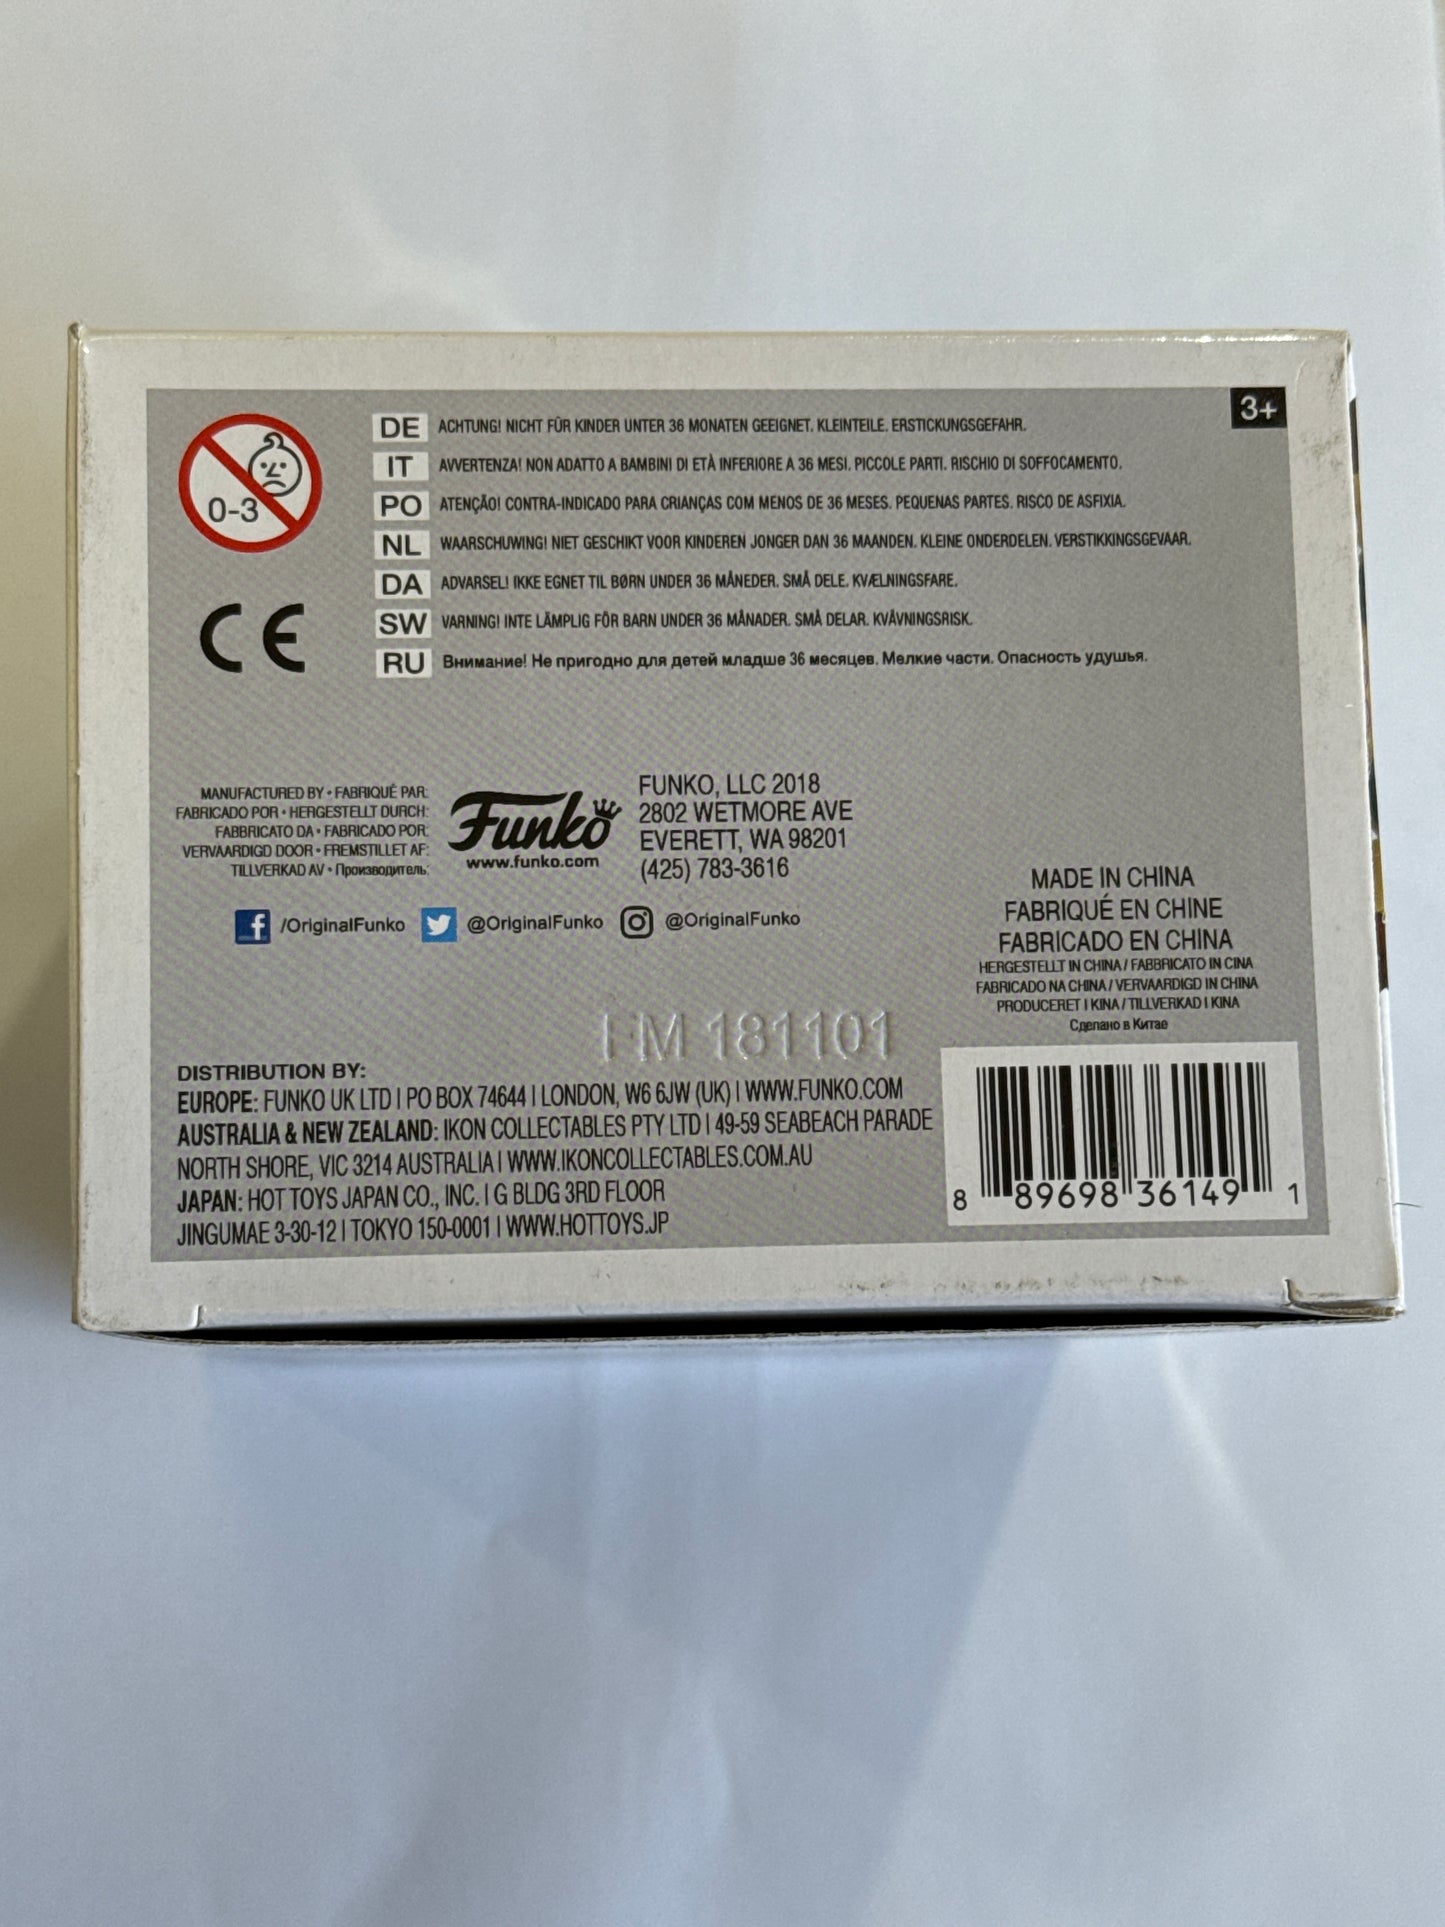 3+
0-3
DE ACHTUNG! NICHT FÜR KINDER UNTER 36 MONATEN GEEIGNET. KLEINTEILE. ERSTICKUNGSGEFAHR.
IT AVVERTENZA! NON ADATTO A BAMBINI DI ETÀ INFERIORE A 36 MESI. PICCOLE PARTI. RISCHIO DI SOFFOCAMENTO.
PO ATENÇÃO! CONTRA-INDICADO PARA CRIANÇAS COM MENOS DE 36 MESES. PEQUENAS PARTES. RISCO DE ASFIXIA.
NL WAARSCHUWING! NIET GESCHIKT VOOR KINDEREN JONGER DAN 36 MAANDEN. KLEINE ONDERDELEN. VERSTIKKINGSGEVAAR.
DA ADVARSEL! IKKE EGNET TIL BØRN UNDER 36 MÅNEDER. SMÅ DELE. KVÆLNINGSFARE.
SW VARNING! INTE LÄMPLIG FÖR BARN UNDER 36 MÅNADER. SMÅ DELAR. KVÄVNINGSRISK.
RU Внимание! Не пригодно для детей младше 36 месяцев. Мелкие части. Опасность удушья.
CE
MANUFACTURED BY • FABRIQUÉ PAR:
FABRICADO POR • HERGESTELLT DURCH:
FABBRICATO DA • FABRICADO POR:
VERVAARDIGD DOOR • FREMSTILLET AF:
TILLVERKAD AV • Производитель:
Funko
www.funko.com
FUNKO, LLC 2018
2802 WETMORE AVE
EVERETT, WA 98201
(425) 783-3616
/OriginalFunko @OriginalFunko @OriginalFunko
MADE IN CHINA
FABRIQUÉ EN CHINE
FABRICADO EN CHINA
HERGESTELLT IN CHINA / FABBRICATO IN CINA
FABRICADO NA CHINA / VERVAARDIGD IN CHINA
PRODUCERET I KINA / TILLVERKAD I KINA
Сделано в Китае
181101
DISTRIBUTION BY:
EUROPE: FUNKO UK LTD | PO BOX 74644 | LONDON, W6 6JW (UK) | WWW.FUNKO.COM
AUSTRALIA & NEW ZEALAND: IKON COLLECTABLES PTY LTD | 49-59 SEABEACH PARADE
NORTH SHORE, VIC 3214 AUSTRALIA | WWW.IKONCOLLECTABLES.COM.AU
JAPAN: HOT TOYS JAPAN CO., INC. | G BLDG 3RD FLOOR
JINGUMAE 3-30-12 | TOKYO 150-0001 | WWW.HOTTOYS.JP
8 89698 36149 1